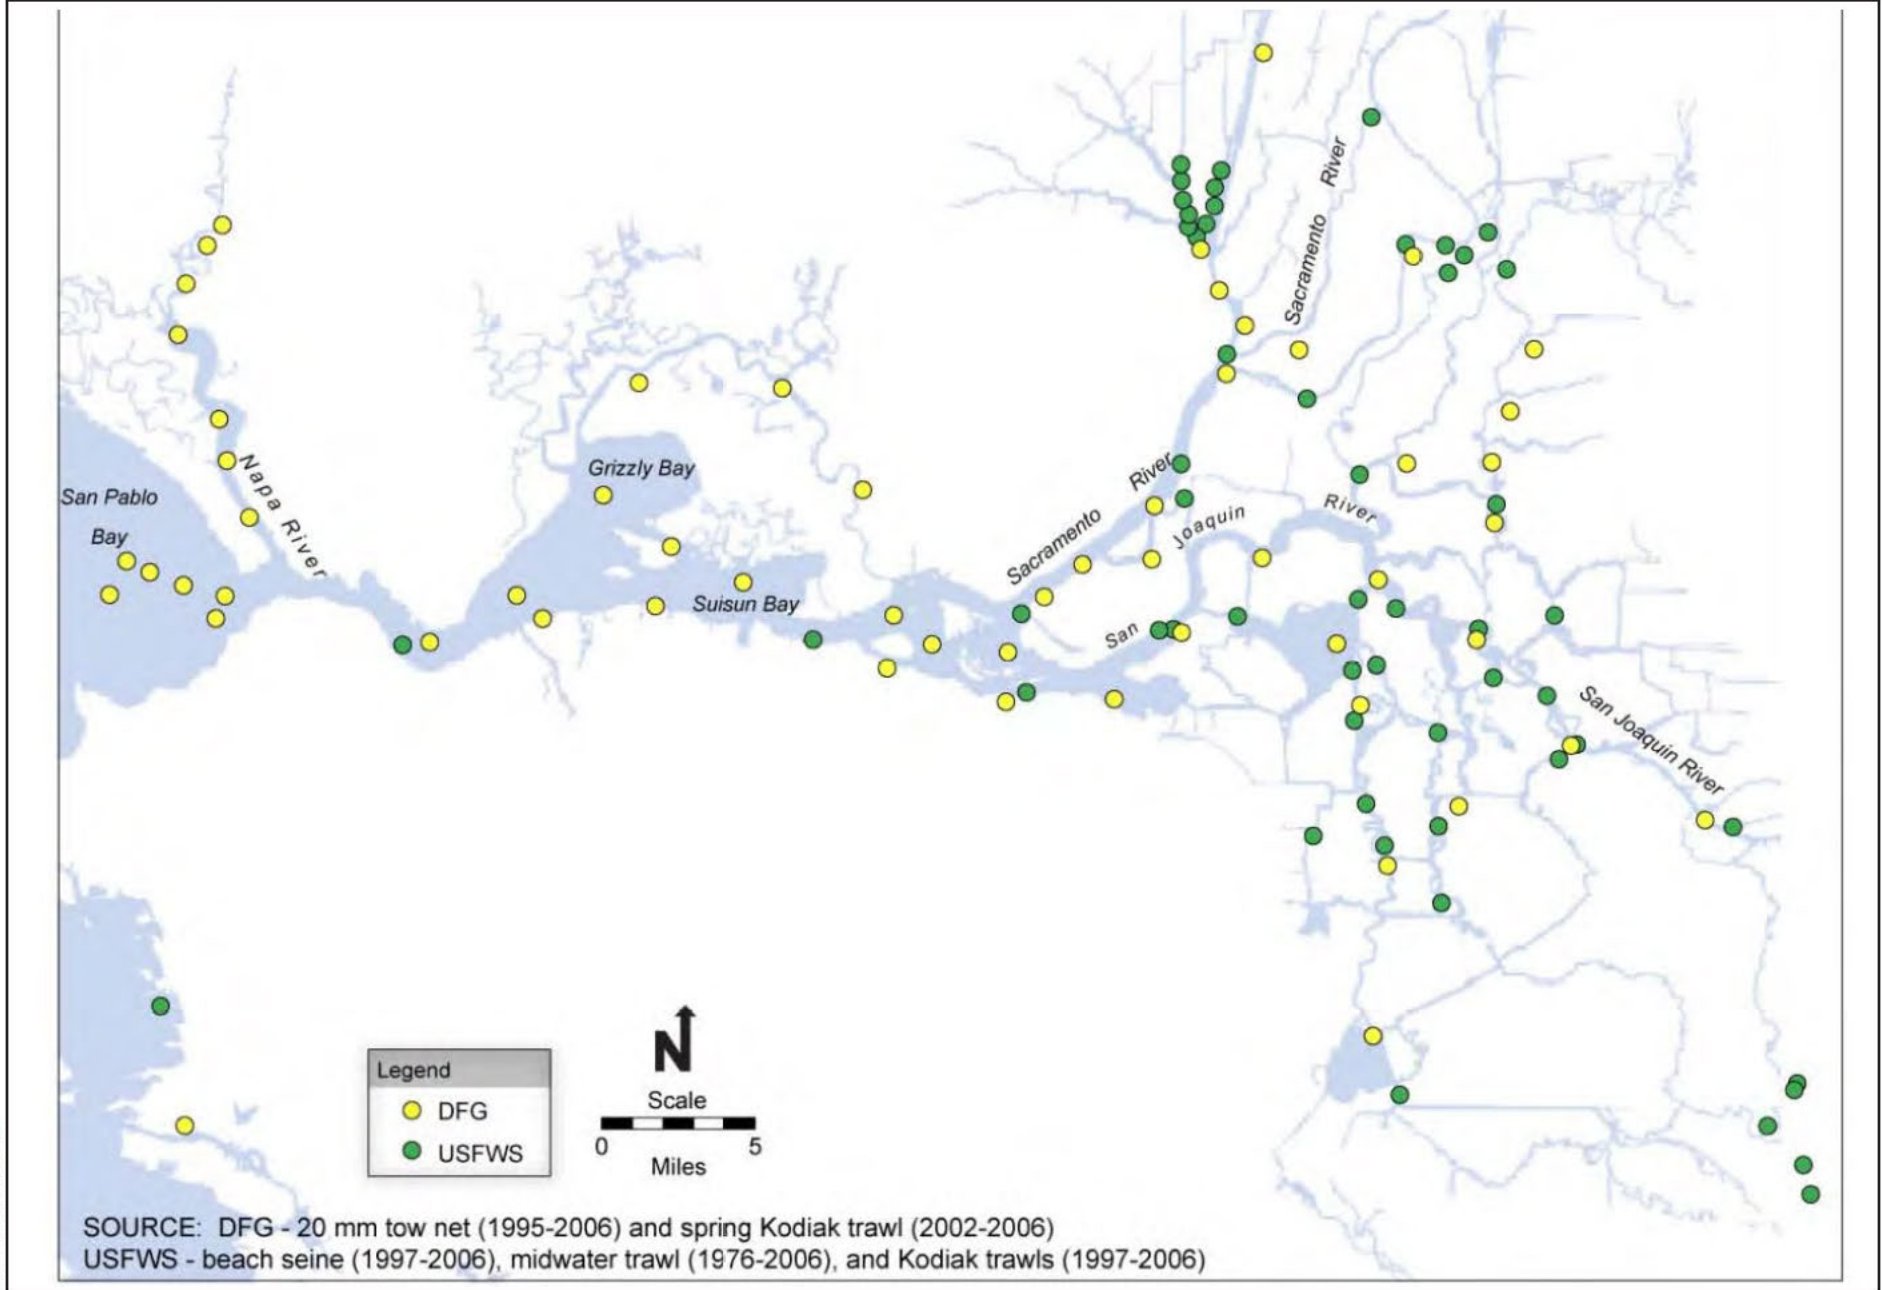 Sacramento River
Grizzly Bay
San Pablo
Bay
Napa River
Sacramento River
San Joaquin River
Suisun Bay
San Joaquin River
N
Scale
0 5
Miles
Legend
DFG
USFWS
SOURCE: DFG - 20 mm tow net (1995-2006) and spring Kodiak trawl (2002-2006)
USFWS - beach seine (1997-2006), midwater trawl (1976-2006), and Kodiak trawls (1997-2006)